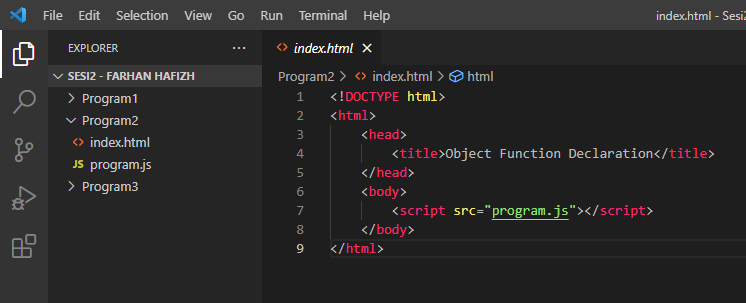 File Edit Selection View Go Run Terminal Help index.html - Sesi2
EXPLORER ...
SESI2 - FARHAN HAFIZH
Program1
Program2
<> index.html
JS program.js
Program3
<> index.html ×
Program2 > <> index.html > html
1 <!DOCTYPE html>
2 <html>
3 <head>
4 <title>Object Function Declaration</title>
5 </head>
6 <body>
7 <script src="program.js"></script>
8 </body>
9 </html>